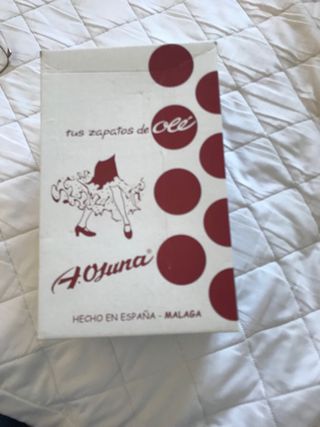 tus zapatos de Olé
A. Osuna®
HECHO EN ESPAÑA - MALAGA